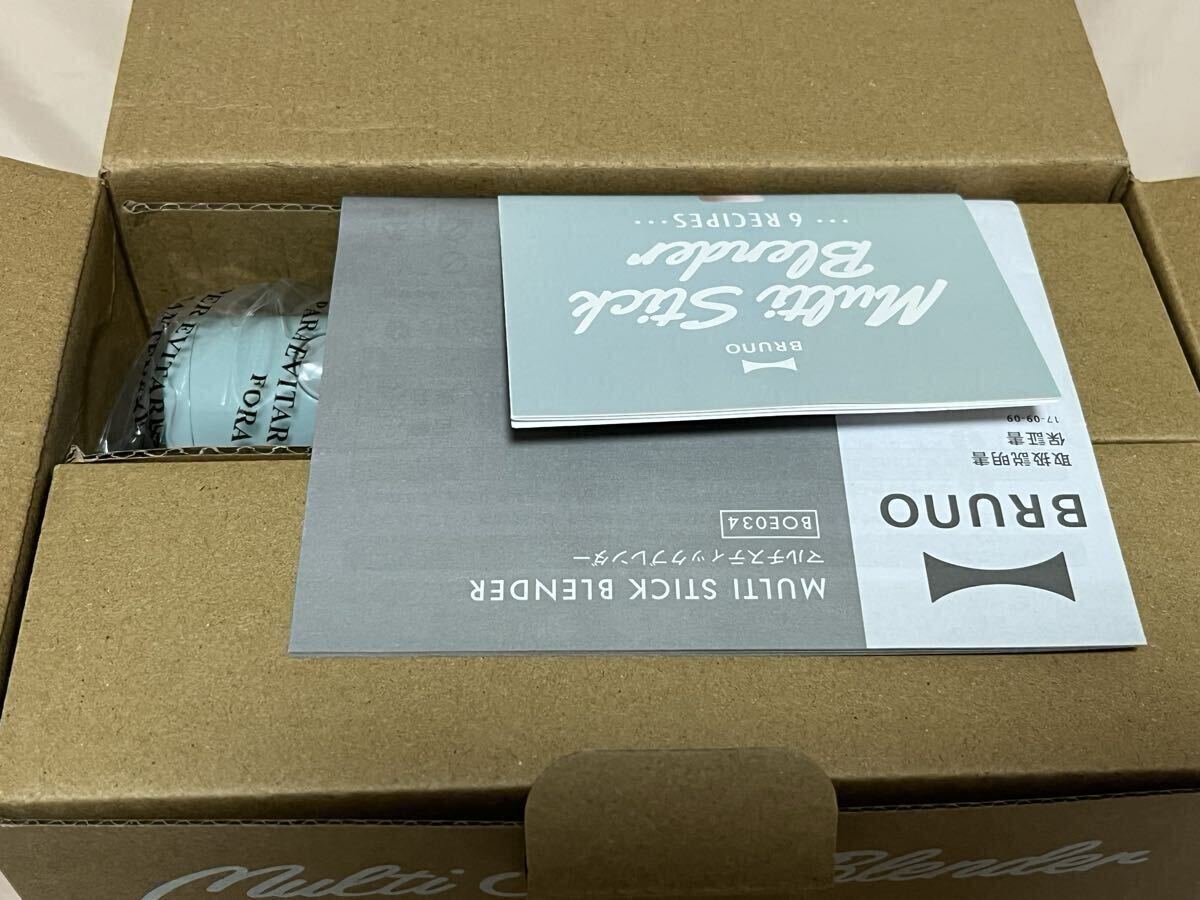 BRUNO
Multi Stick
Blender
... 6 RECIPES...
BRUNO
取扱説明書
保証書
17-09-09
MULTI STICK BLENDER
マルチスティックブレンダー
BOE034
PARA EVITAR
FORA
Multi
Blender